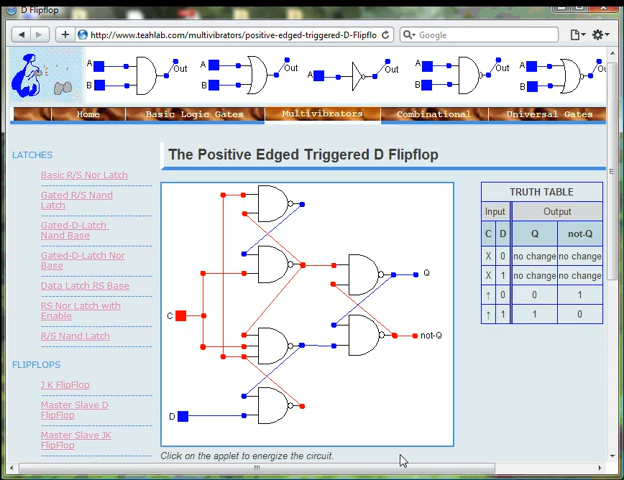 D Flipflop
http://www.teahlab.com/multivibrators/positive-edged-triggered-D-Flipflo
Google
A B Out
A B Out
A Out
A B Out
A B Out
Home Basic Logic Gates Multivibrators Combinational Universal Gates
LATCHES
Basic R/S Nor Latch
Gated R/S Nand
Latch
Gated-D-Latch
Nand Base
Gated-D-Latch Nor
Base
Data Latch RS Base
RS Nor Latch with
Enable
R/S Nand Latch
FLIPFLOPS
J K FlipFlop
Master Slave D
FlipFlop
Master Slave JK
FlipFlop
The Positive Edged Triggered D Flipflop
C
D
Q
not-Q
Click on the applet to energize the circuit.
TRUTH TABLE
Input Output
C D Q not-Q
X 0 no change no change
X 1 no change no change
↑ 0 0 1
↑ 1 1 0